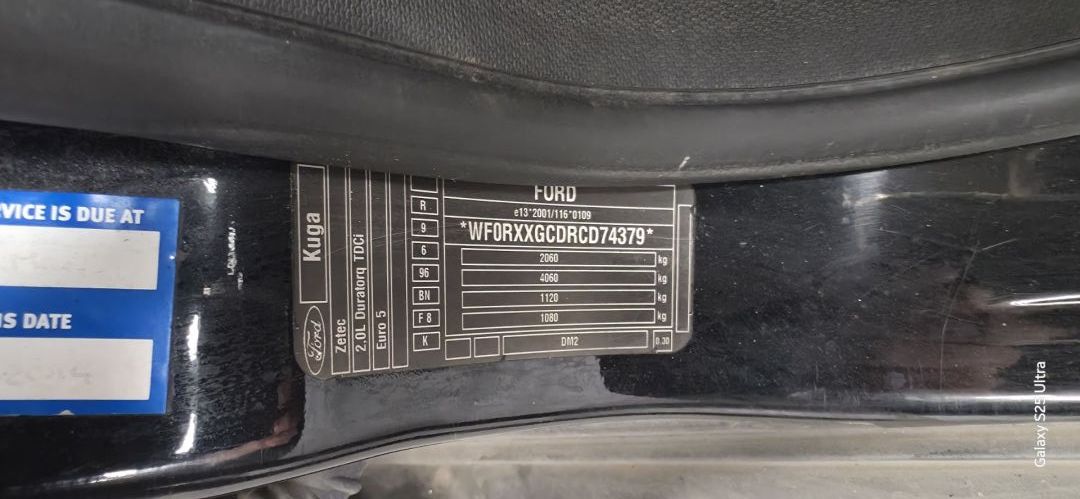 VICE IS DUE AT
IS DATE
Kuga
Ford
Zetec
2,0L Duratorq TDCi
Euro 5
R
9
6
96
BN
F 8
K
FORD
e13*2001/116*0109
*WF0RXXGCDRCD74379*
2060 kg
4060 kg
1120 kg
1080 kg
DM2
0.30
Galaxy S25 Ultra